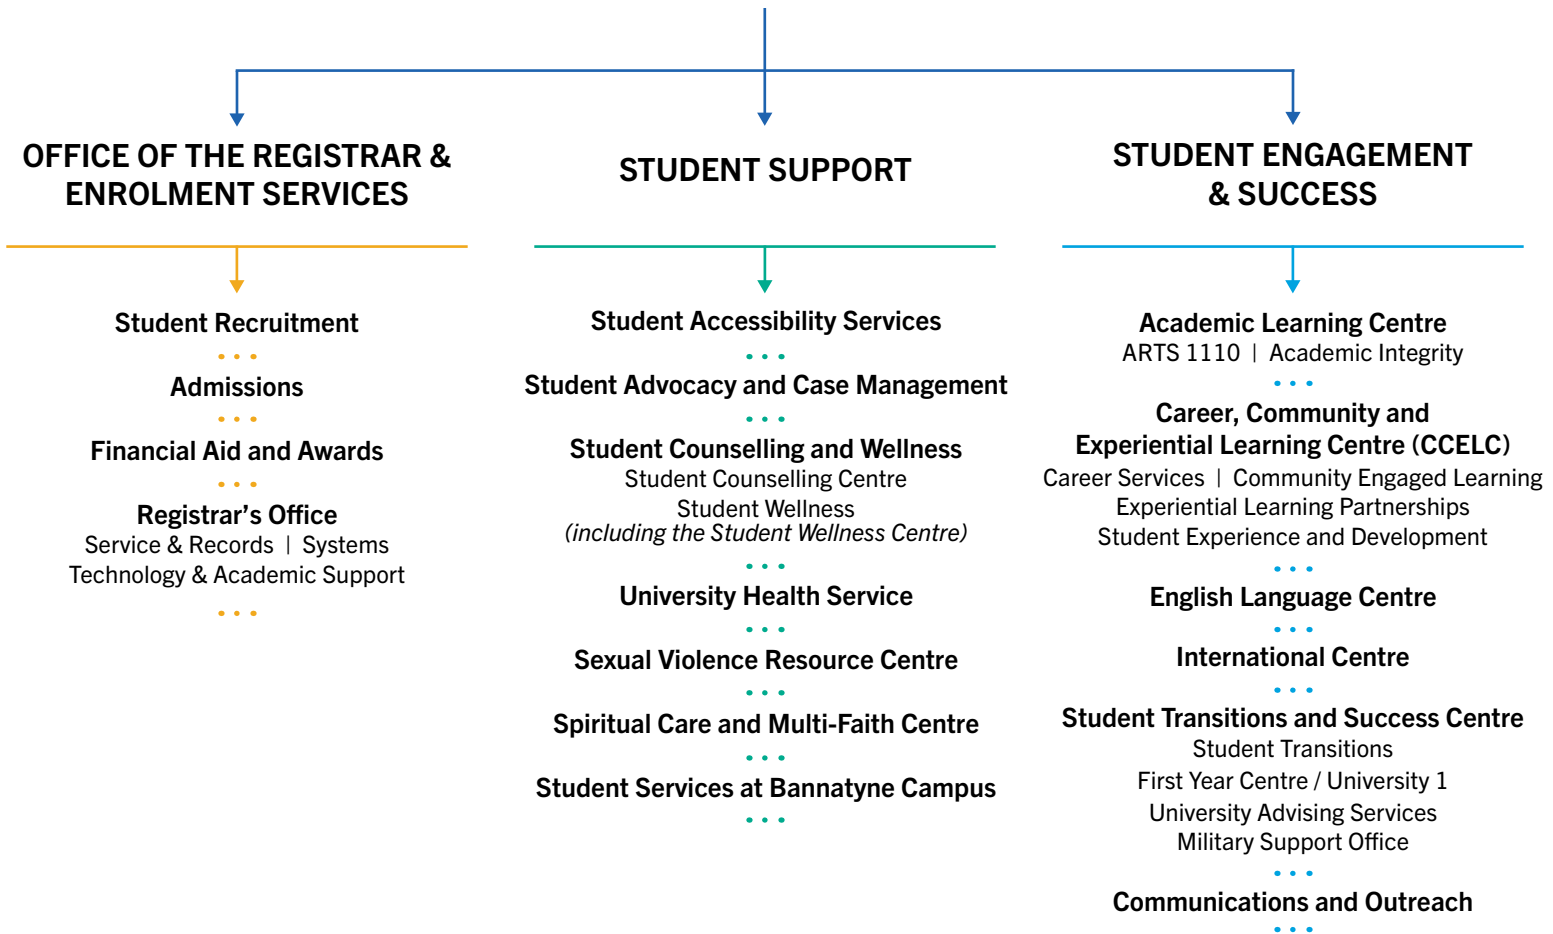 OFFICE OF THE REGISTRAR &
ENROLMENT SERVICES
Student Recruitment
Admissions
Financial Aid and Awards
Registrar’s Office
Service & Records | Systems
Technology & Academic Support
STUDENT SUPPORT
Student Accessibility Services
Student Advocacy and Case Management
Student Counselling and Wellness
Student Counselling Centre
Student Wellness
(including the Student Wellness Centre)
University Health Service
Sexual Violence Resource Centre
Spiritual Care and Multi-Faith Centre
Student Services at Bannatyne Campus
STUDENT ENGAGEMENT
& SUCCESS
Academic Learning Centre
ARTS 1110 | Academic Integrity
Career, Community and
Experiential Learning Centre (CCELC)
Career Services | Community Engaged Learning
Experiential Learning Partnerships
Student Experience and Development
English Language Centre
International Centre
Student Transitions and Success Centre
Student Transitions
First Year Centre / University 1
University Advising Services
Military Support Office
Communications and Outreach